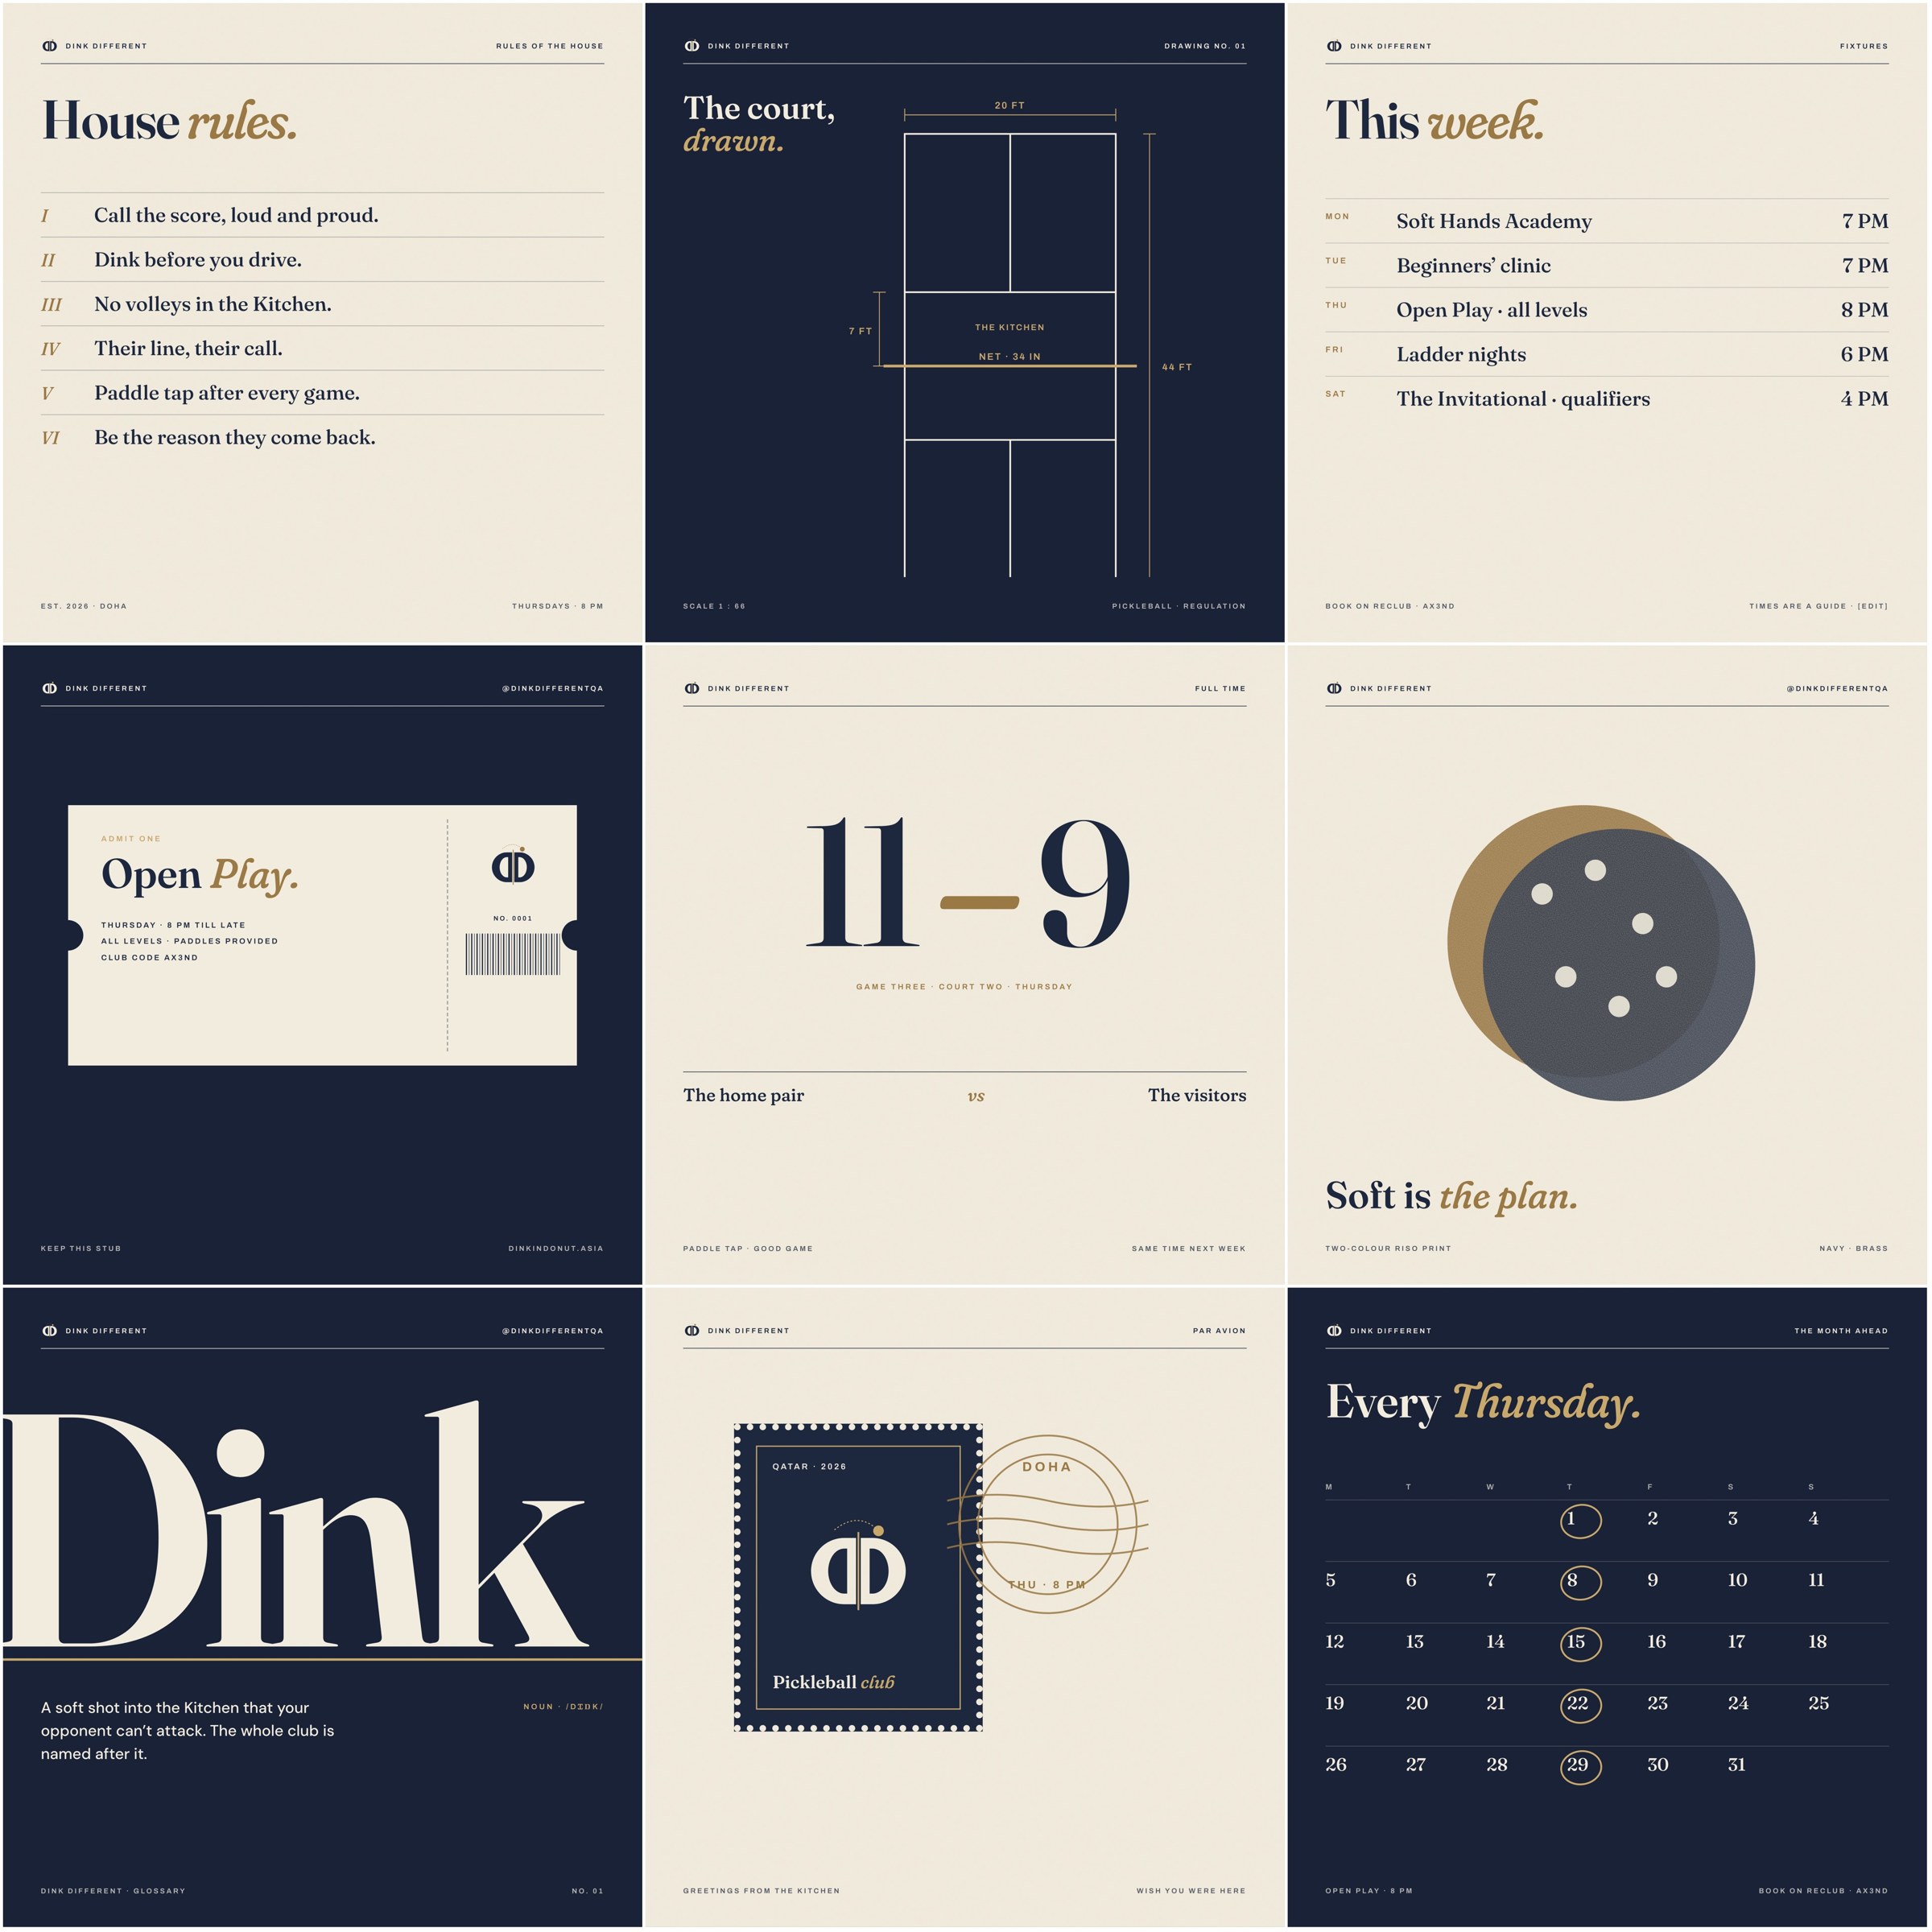 DINK DIFFERENT
RULES OF THE HOUSE
House rules.
I Call the score, loud and proud.
II Dink before you drive.
III No volleys in the Kitchen.
IV Their line, their call.
V Paddle tap after every game.
VI Be the reason they come back.
EST. 2026 · DOHA
THURSDAYS · 8 PM
DINK DIFFERENT
DRAWING NO. 01
The court,
drawn.
20 FT
7 FT
THE KITCHEN
NET · 34 IN
44 FT
SCALE 1 : 66
PICKLEBALL · REGULATION
DINK DIFFERENT
FIXTURES
This week.
MON Soft Hands Academy 7 PM
TUE Beginners’ clinic 7 PM
THU Open Play · all levels 8 PM
FRI Ladder nights 6 PM
SAT The Invitational · qualifiers 4 PM
BOOK ON RECLUB · AX3ND
TIMES ARE A GUIDE · [EDIT]
DINK DIFFERENT
@DINKDIFFERENTQA
ADMIT ONE
Open Play.
THURSDAY · 8 PM TILL LATE
ALL LEVELS · PADDLES PROVIDED
CLUB CODE AX3ND
NO. 0001
KEEP THIS STUB
DINKINDONUT.ASIA
DINK DIFFERENT
FULL TIME
11 – 9
GAME THREE · COURT TWO · THURSDAY
The home pair vs The visitors
PADDLE TAP · GOOD GAME
SAME TIME NEXT WEEK
DINK DIFFERENT
@DINKDIFFERENTQA
Soft is the plan.
TWO-COLOUR RISO PRINT
NAVY · BRASS
DINK DIFFERENT
@DINKDIFFERENTQA
Dink
A soft shot into the Kitchen that your
opponent can’t attack. The whole club is
named after it.
NOUN · /DɪŋK/
DINK DIFFERENT · GLOSSARY
NO. 01
DINK DIFFERENT
PAR AVION
QATAR · 2026
Pickleball club
DOHA
THU · 8 PM
GREETINGS FROM THE KITCHEN
WISH YOU WERE HERE
DINK DIFFERENT
THE MONTH AHEAD
Every Thursday.
M T W T F S S
1 2 3 4
5 6 7 8 9 10 11
12 13 14 15 16 17 18
19 20 21 22 23 24 25
26 27 28 29 30 31
OPEN PLAY · 8 PM
BOOK ON RECLUB · AX3ND